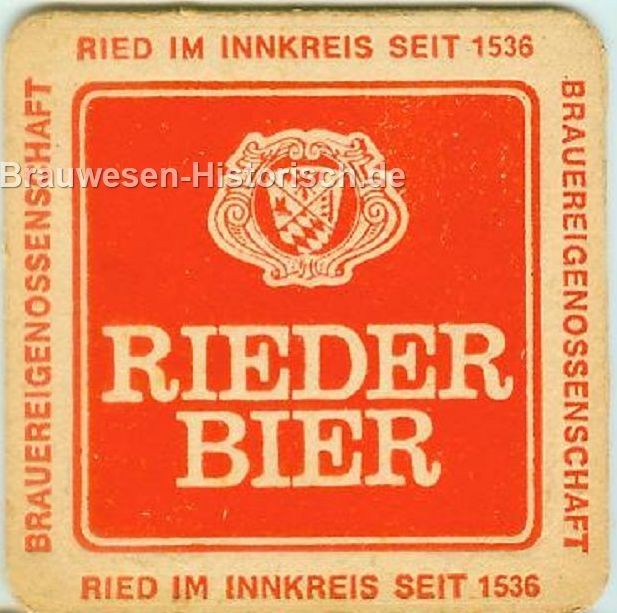 RIED IM INNKREIS SEIT 1536
BRAUEREIGENOSSENSCHAFT
BRAUEREIGENOSSENSCHAFT
Brauwesen-Historisch.de
RIEDER
BIER
RIED IM INNKREIS SEIT 1536